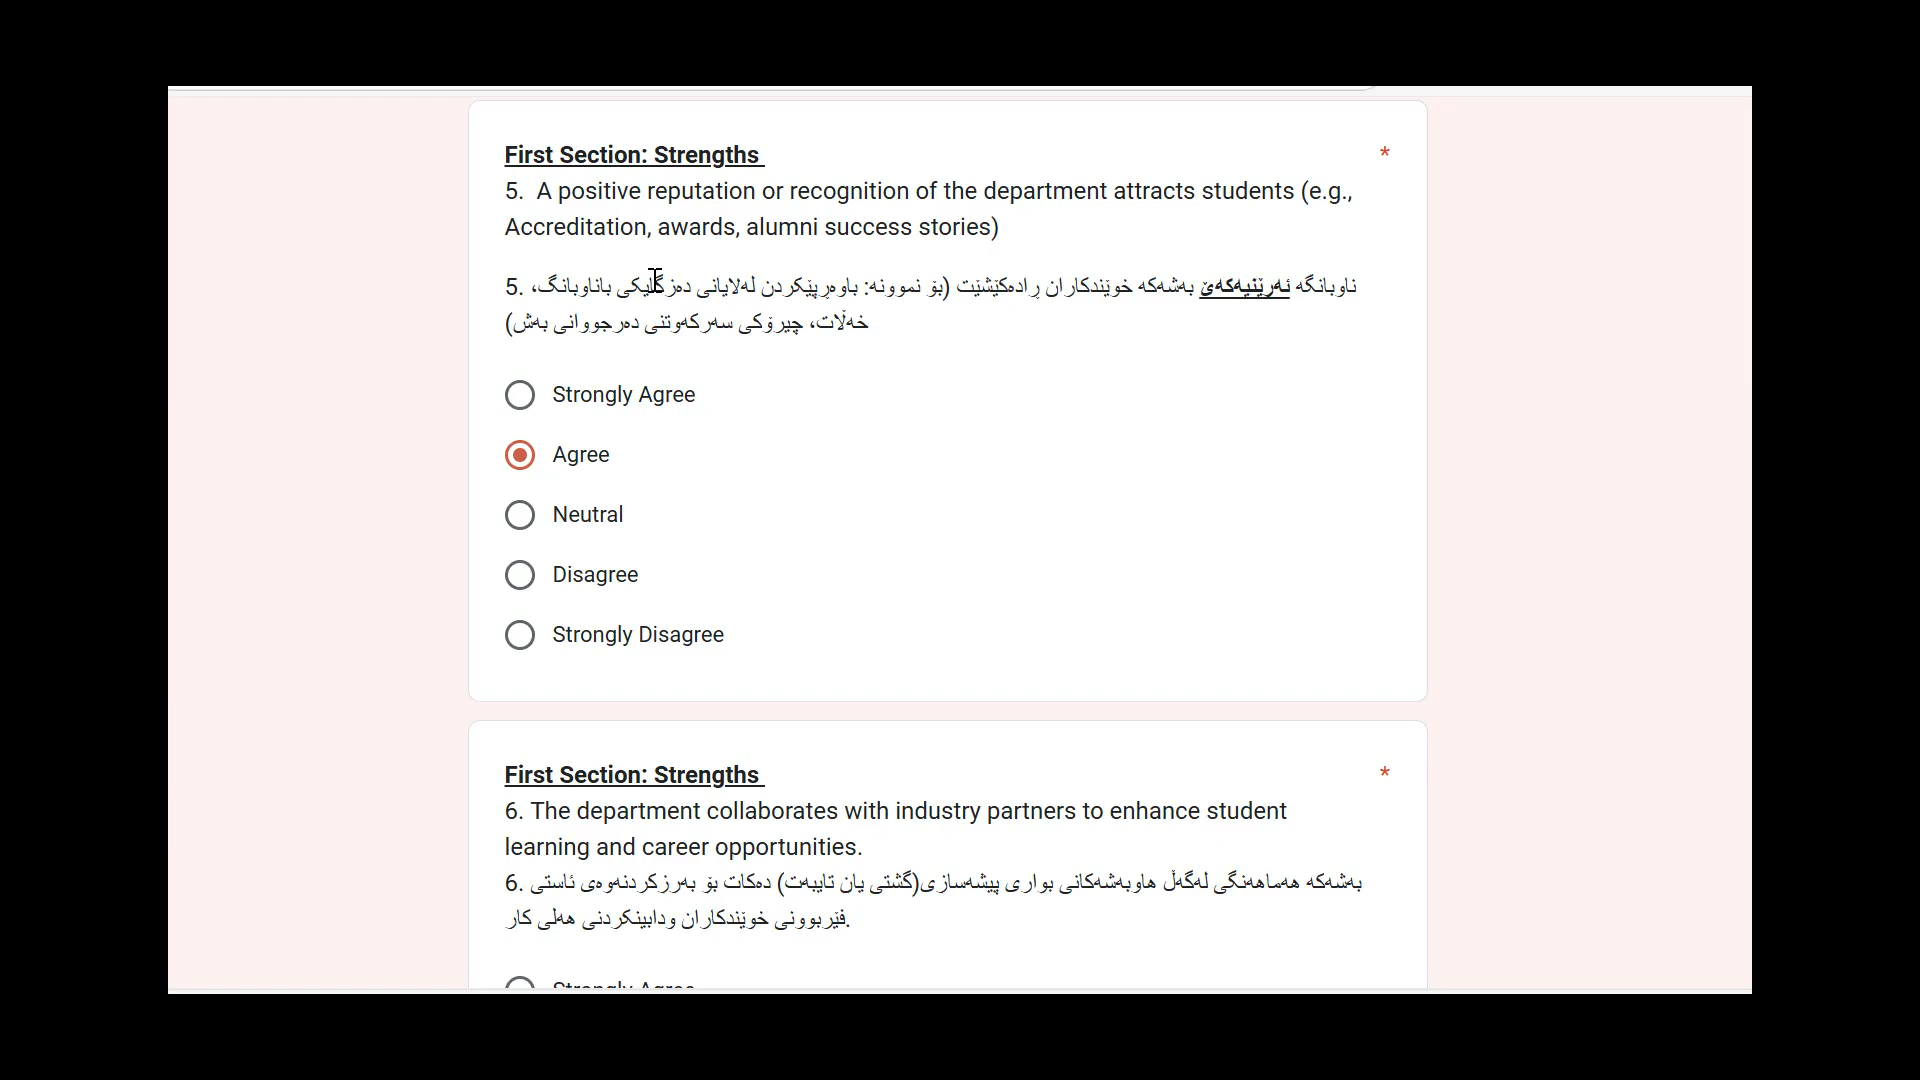 First Section: Strengths *
5. A positive reputation or recognition of the department attracts students (e.g.,
Accreditation, awards, alumni success stories)
5. ناوبانگە ئەرێنیەکەی بەشەکە خوێندکاران ڕادەکێشێت (بۆ نموونە: باوەڕپێکردن لەلایانی دەزگایکی باناوبانگ،
خەڵات، چیرۆکی سەرکەوتنی دەرچووانی بەش)
Strongly Agree
Agree
Neutral
Disagree
Strongly Disagree
First Section: Strengths *
6. The department collaborates with industry partners to enhance student
learning and career opportunities.
6. بەشەکە هەماهەنگی لەگەڵ هاوبەشەکانی بواری پیشەسازی(گشتی یان تایبەت) دەکات بۆ بەرزکردنەوەی ئاستی
فێربوونی خوێندکاران ودابینکردنی هەلی کار.
Strongly Agree